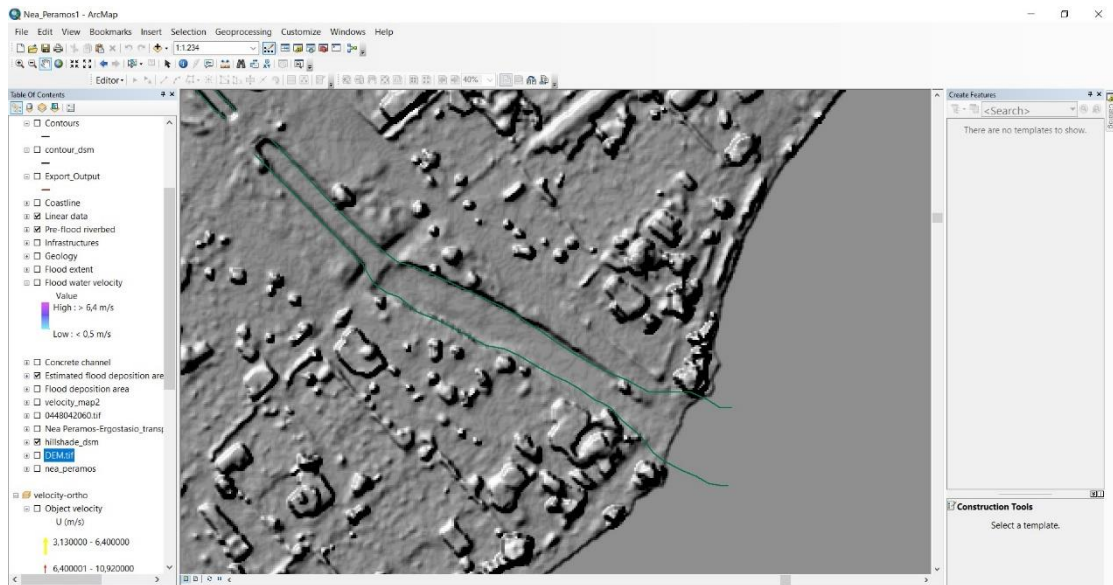 Nea_Peramos1 - ArcMap
File Edit View Bookmarks Insert Selection Geoprocessing Customize Windows Help
1:1.234
Editor
40%
Table Of Contents
Contours
contour_dsm
Export_Output
Coastline
Linear data
Pre-flood riverbed
Infrastructures
Geology
Flood extent
Flood water velocity
Value
High : > 6,4 m/s
Low : < 0,5 m/s
Concrete channel
Estimated flood deposition are
Flood deposition area
velocity_map2
0448042060.tif
Nea Peramos-Ergostasio_transp
hillshade_dsm
DEM.tif
nea_peramos
velocity-ortho
Object velocity
U (m/s)
3,130000 - 6,400000
6,400001 - 10,920000
Create Features
<Search>
There are no templates to show.
Catalog
Construction Tools
Select a template.